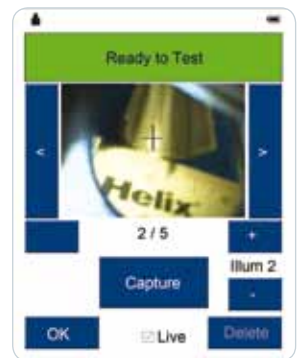 Ready to Test
<
Helix
>
2 / 5
+
Illum 2
Capture
-
OK
Live
Delete